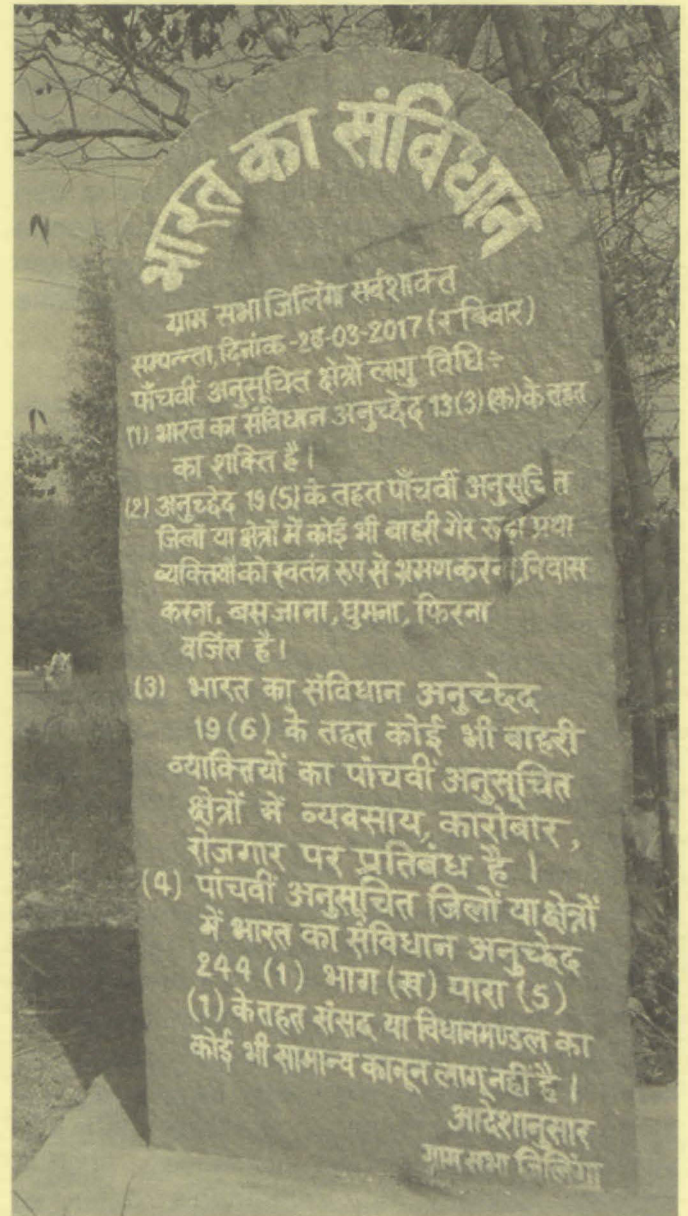 भारत का संविधान
ग्राम सभा जिलिंगा सर्वशक्ति
सम्पन्नता, दिनांक-26-03-2017 (रविवार)
पाँचवीं अनुसूचित क्षेत्रों लागु विधि ÷
(1) भारत का संविधान अनुच्छेद 13(3)(क) के तहत
का शक्ति है।
(2) अनुच्छेद 19(5) के तहत पाँचवीं अनुसूचित
जिलों या क्षेत्रों में कोई भी बाहरी गैर रूढ़ी प्रथा
व्यक्तियों को स्वतंत्र रुप से भ्रमण करना, निवास
करना, बस जाना, घुमना, फिरना
वर्जित है।
(3) भारत का संविधान अनुच्छेद
19 (6) के तहत कोई भी बाहरी
व्याक्तियों का पांचवीं अनुसूचित
क्षेत्रों में व्यवसाय, कारोबार,
रोजगार पर प्रतिबंध है।
(4) पांचवीं अनुसूचित जिलों या क्षेत्रों
में भारत का संविधान अनुच्छेद
244 (1) भाग (ख) पारा (5)
(1) के तहत संसद या विधानमण्डल का
कोई भी सामान्य कानून लागू नहीं है।
आदेशानुसार
ग्राम सभा जिलिंगा